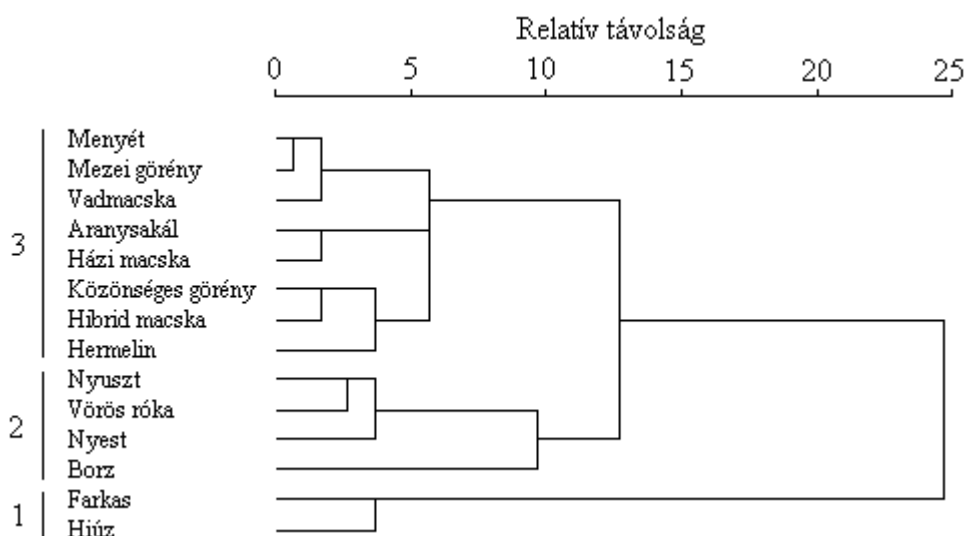 Relatív távolság
0 5 10 15 20 25
Menyét
Mezei görény
Vadmacska
Aranysakál
3
Házi macska
Közönséges görény
Hibrid macska
Hermelin
Nyuszt
Vörös róka
2
Nyest
Borz
Farkas
1
Hiúz